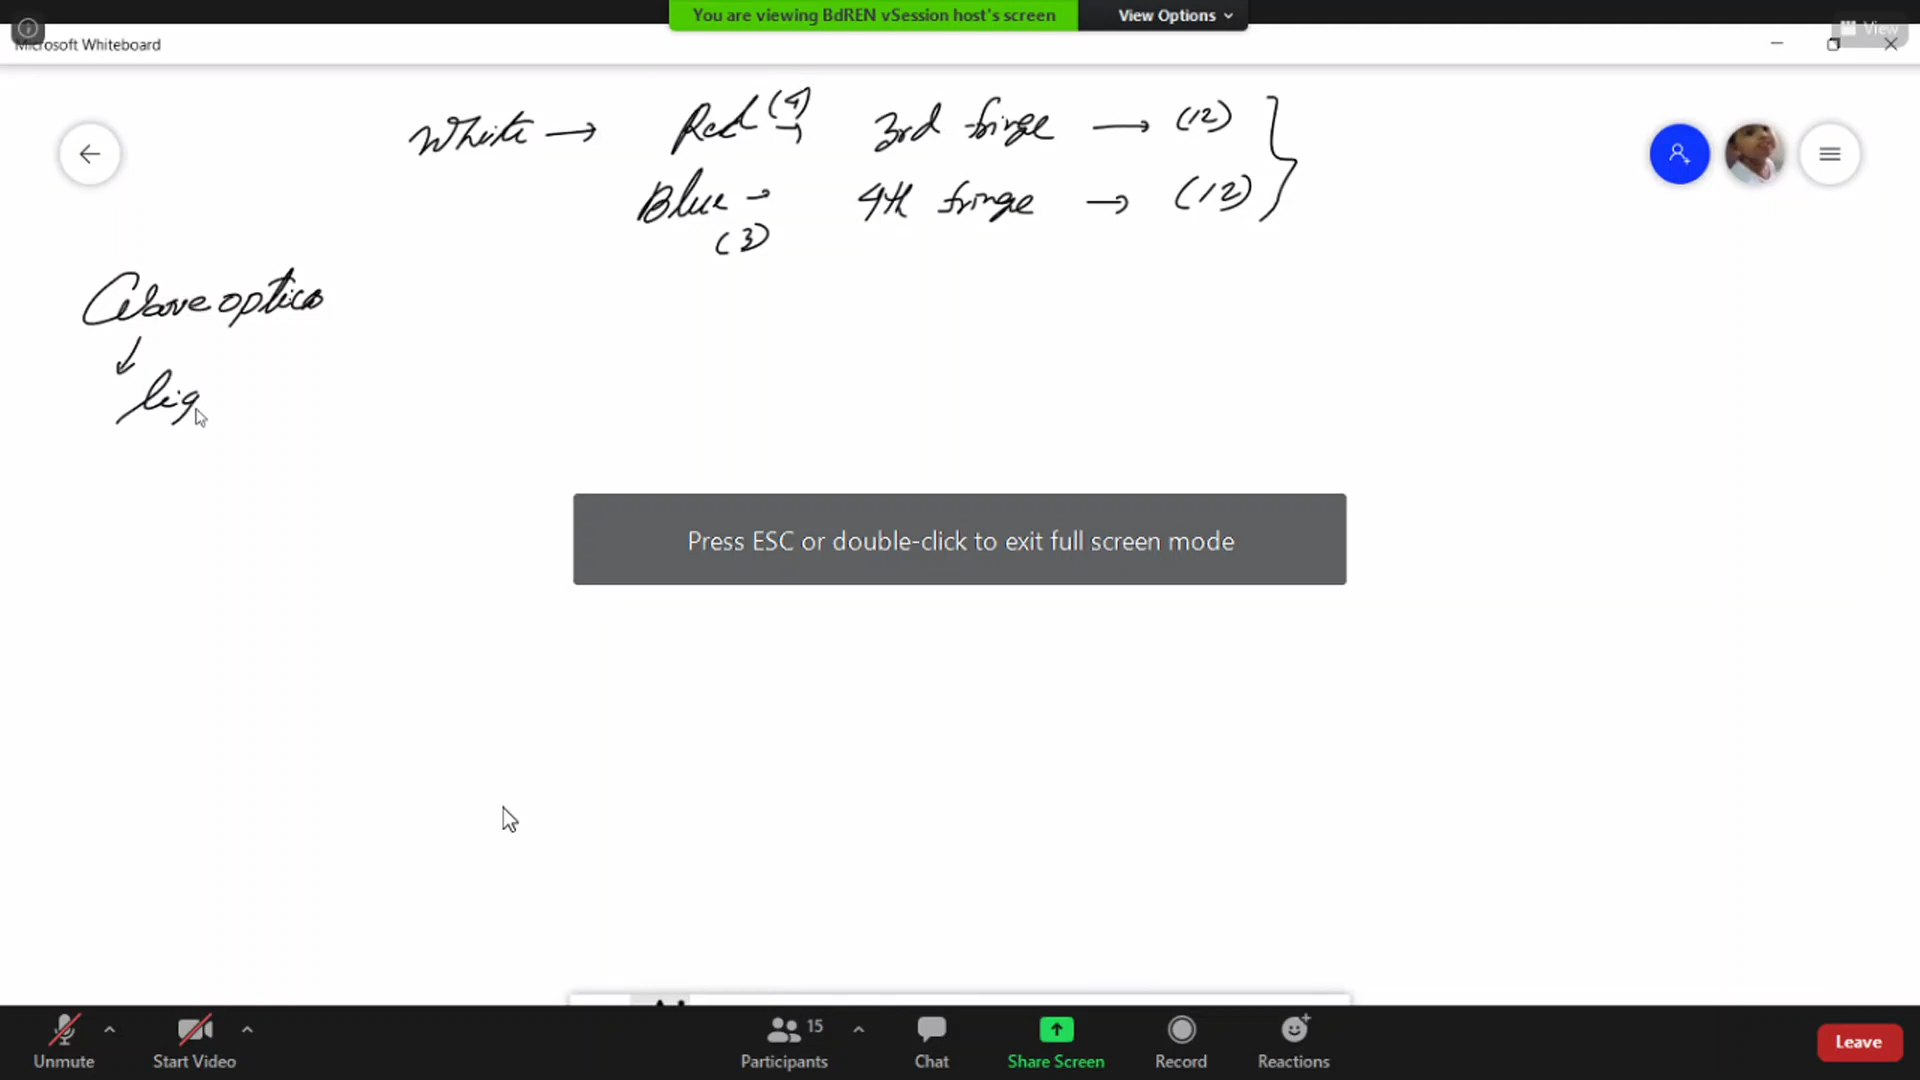 You are viewing BdREN vSession host's screen View Options
Microsoft Whiteboard
View
White → Red (4) → 3rd fringe → (12)
Blue → 4th fringe → (12)
(3)
Wave optics
↓
lig
Press ESC or double-click to exit full screen mode
15
Unmute Start Video Participants Chat Share Screen Record Reactions Leave